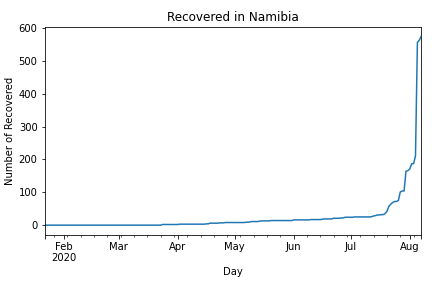 Recovered in Namibia
Number of Recovered
600
500
400
300
200
100
0
Feb
2020
Mar
Apr
May
Jun
Jul
Aug
Day